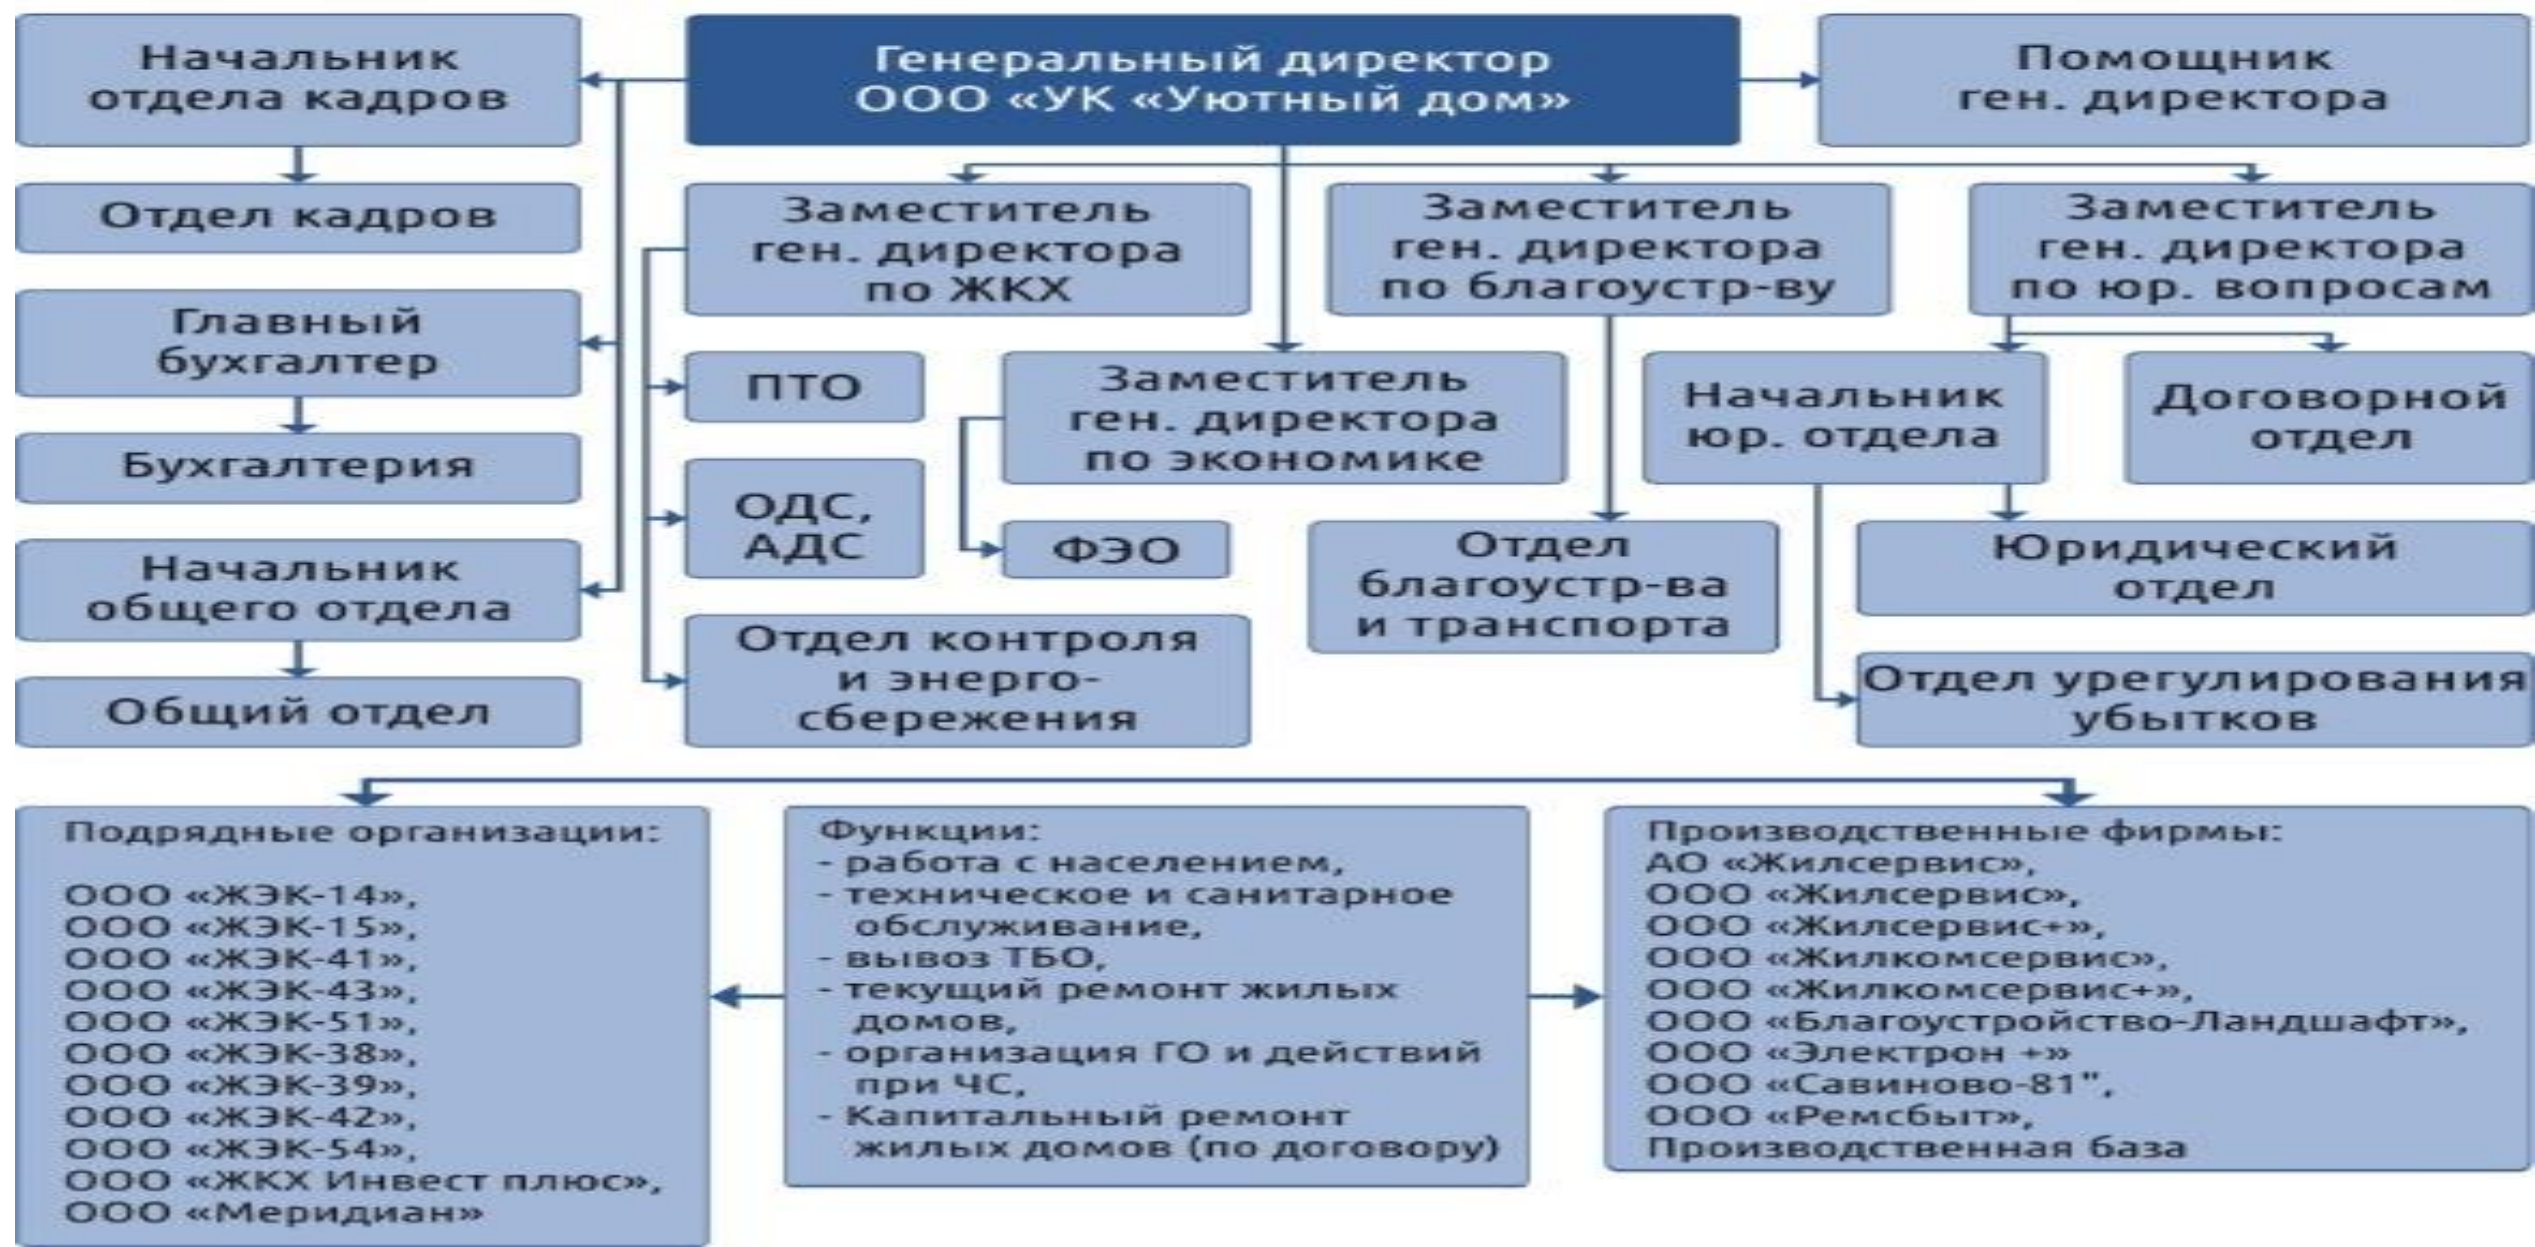 Начальник
отдела кадров
Генеральный директор
ООО «УК «Уютный дом»
Помощник
ген. директора
Отдел кадров
Заместитель
ген. директора
по ЖКХ
Заместитель
ген. директора
по благоустр-ву
Заместитель
ген. директора
по юр. вопросам
Главный
бухгалтер
ПТО
Заместитель
ген. директора
по экономике
Начальник
юр. отдела
Договорной
отдел
Бухгалтерия
ОДС,
АДС
ФЭО
Отдел
благоустр-ва
и транспорта
Юридический
отдел
Начальник
общего отдела
Отдел контроля
и энерго-
сбережения
Отдел урегулирования
убытков
Общий отдел
Подрядные организации:
ООО «ЖЭК-14»,
ООО «ЖЭК-15»,
ООО «ЖЭК-41»,
ООО «ЖЭК-43»,
ООО «ЖЭК-51»,
ООО «ЖЭК-38»,
ООО «ЖЭК-39»,
ООО «ЖЭК-42»,
ООО «ЖЭК-54»,
ООО «ЖКХ Инвест плюс»,
ООО «Меридиан»
Функции:
- работа с населением,
- техническое и санитарное
обслуживание,
- вывоз ТБО,
- текущий ремонт жилых
домов,
- организация ГО и действий
при ЧС,
- Капитальный ремонт
жилых домов (по договору)
Производственные фирмы:
АО «Жилсервис»,
ООО «Жилсервис»,
ООО «Жилсервис+»,
ООО «Жилкомсервис»,
ООО «Жилкомсервис+»,
ООО «Благоустройство-Ландшафт»,
ООО «Электрон +»
ООО «Савиново-81",
ООО «Ремсбыт»,
Производственная база